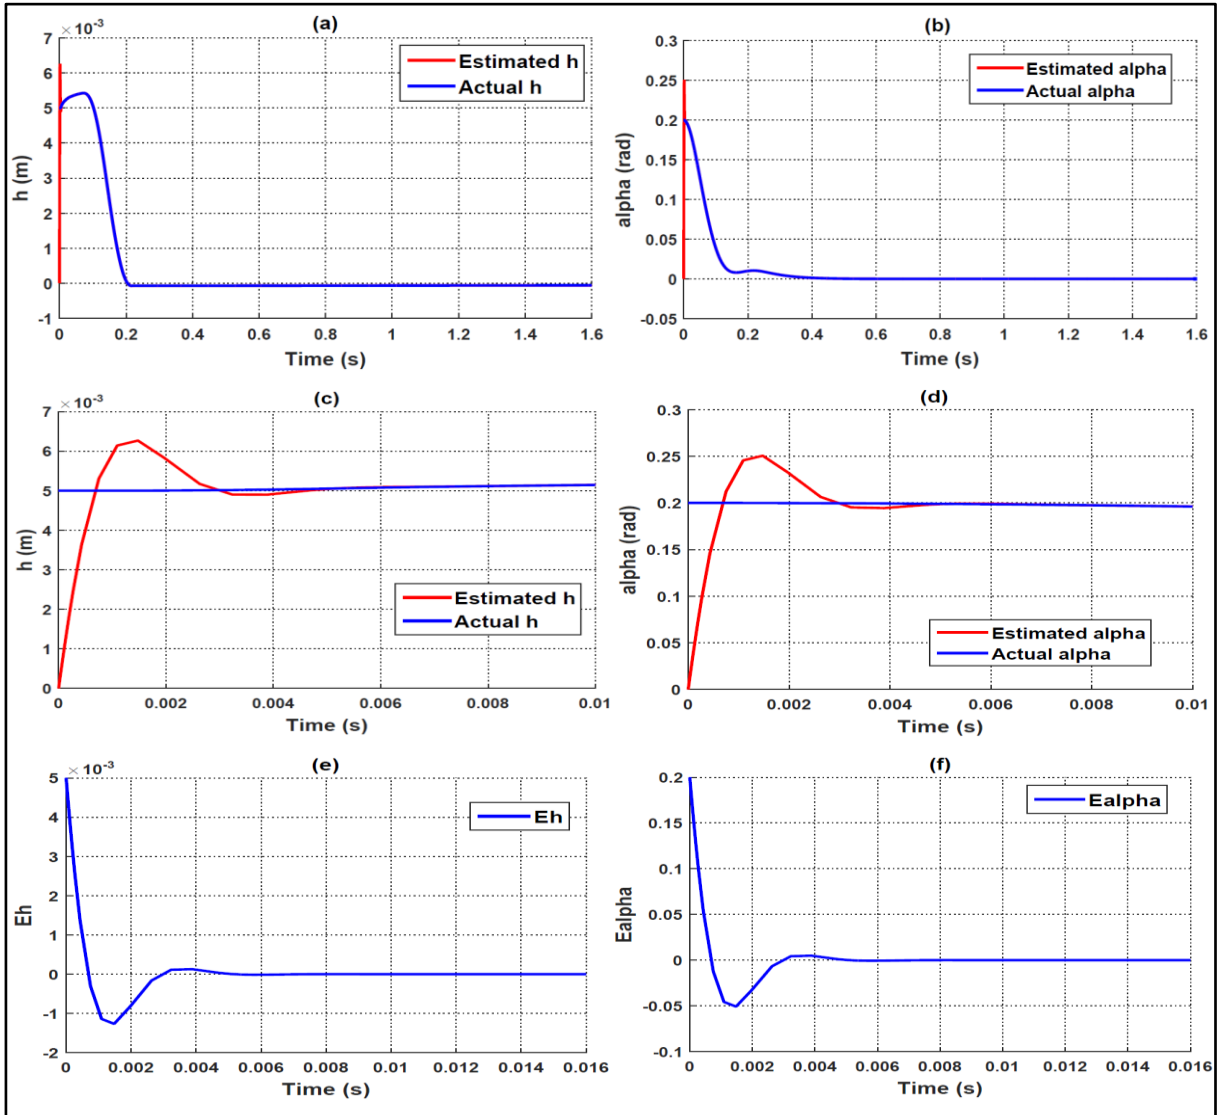 (a)
× 10⁻³
7
6
5
4
3
2
1
0
-1
h (m)
Estimated h
Actual h
0 0.2 0.4 0.6 0.8 1 1.2 1.4 1.6
Time (s)
(b)
0.3
0.25
0.2
0.15
0.1
0.05
0
-0.05
alpha (rad)
Estimated alpha
Actual alpha
0 0.2 0.4 0.6 0.8 1 1.2 1.4 1.6
Time (s)
(c)
× 10⁻³
7
6
5
4
3
2
1
0
h (m)
Estimated h
Actual h
0 0.002 0.004 0.006 0.008 0.01
Time (s)
(d)
0.3
0.25
0.2
0.15
0.1
0.05
0
alpha (rad)
Estimated alpha
Actual alpha
0 0.002 0.004 0.006 0.008 0.01
Time (s)
(e)
× 10⁻³
5
4
3
2
1
0
-1
-2
Eh
Eh
0 0.002 0.004 0.006 0.008 0.01 0.012 0.014 0.016
Time (s)
(f)
0.2
0.15
0.1
0.05
0
-0.05
-0.1
Ealpha
Ealpha
0 0.002 0.004 0.006 0.008 0.01 0.012 0.014 0.016
Time (s)